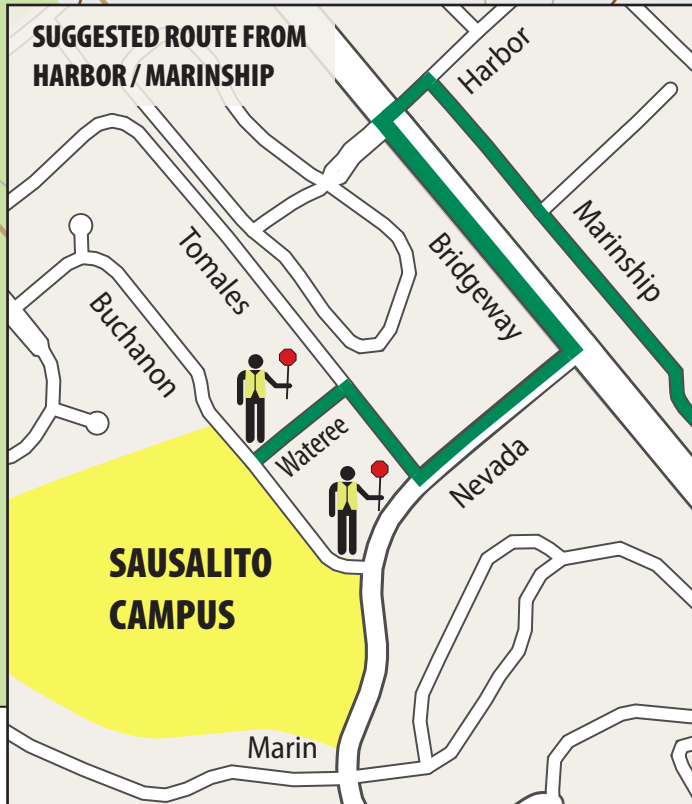 SUGGESTED ROUTE FROM
HARBOR / MARINSHIP
Harbor
Marinship
Tomales
Bridgeway
Buchanon
Wateree
Nevada
SAUSALITO
CAMPUS
Marin